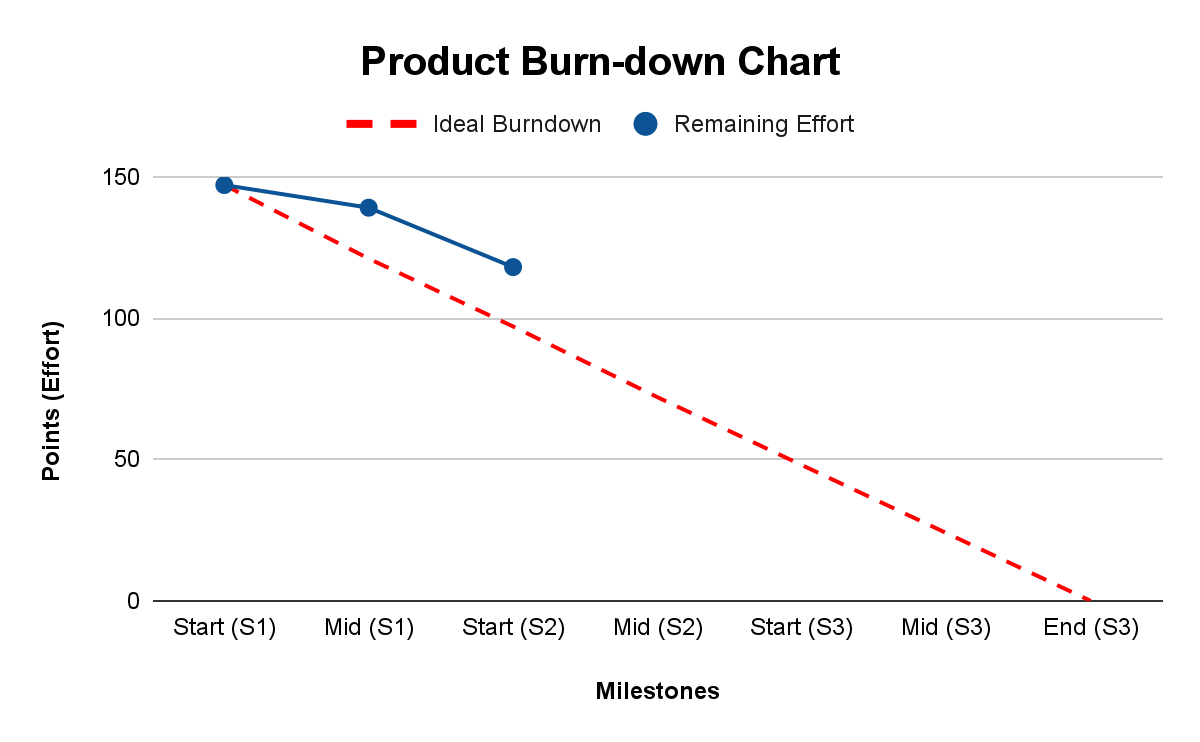 Product Burn-down Chart
Ideal Burndown Remaining Effort
150
100
50
0
Points (Effort)
Start (S1) Mid (S1) Start (S2) Mid (S2) Start (S3) Mid (S3) End (S3)
Milestones